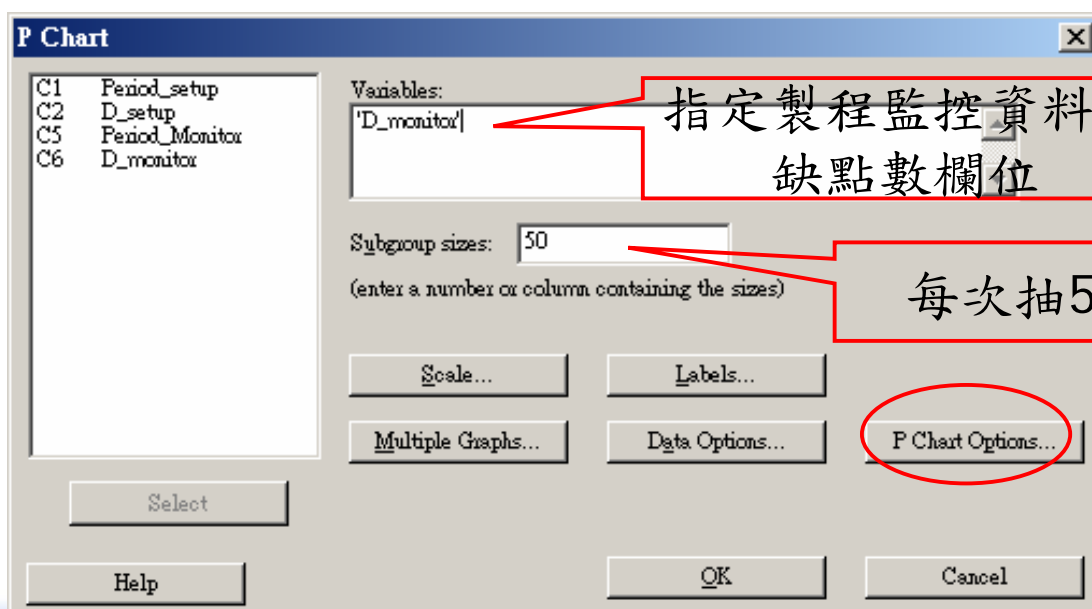 P Chart
C1 Period_setup
C2 D_setup
C5 Period_Monitor
C6 D_monitor
Variables:
'D_monitor'
指定製程監控資料
缺點數欄位
Subgroup sizes: 50
(enter a number or column containing the sizes)
每次抽5
Scale...
Labels...
Multiple Graphs...
Data Options...
P Chart Options...
Select
Help
OK
Cancel